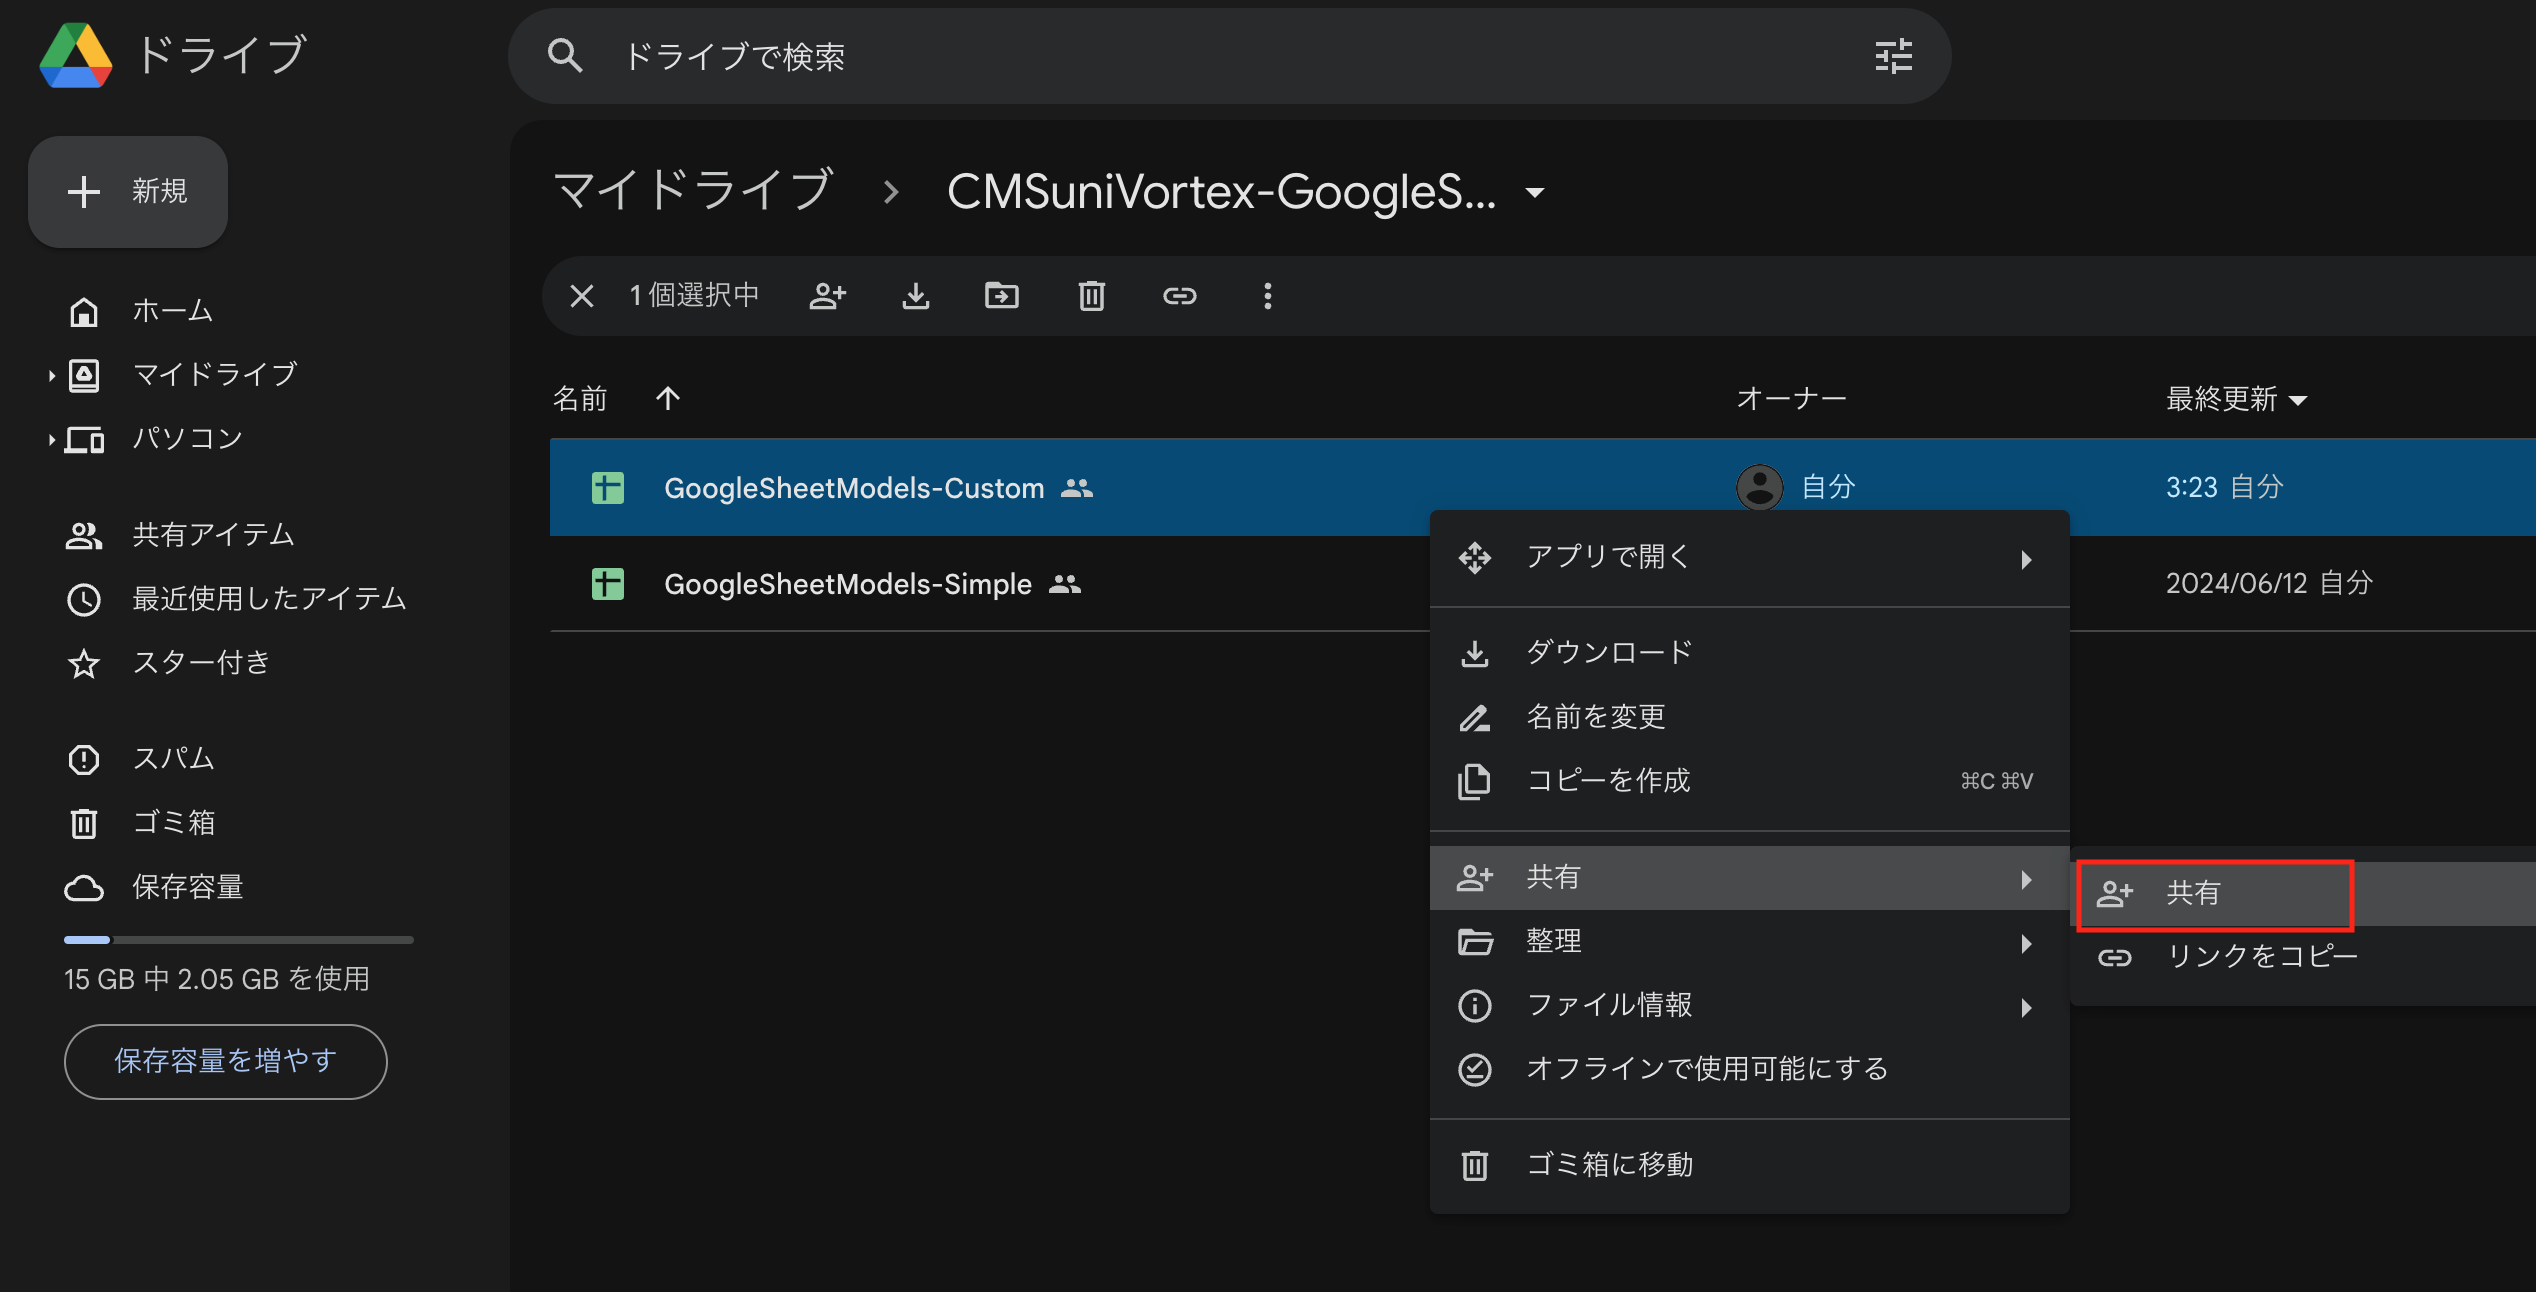 ドライブ
ドライブで検索
新規
ホーム
マイドライブ
パソコン
共有アイテム
最近使用したアイテム
スター付き
スパム
ゴミ箱
保存容量
15 GB 中 2.05 GB を使用
保存容量を増やす
マイドライブ CMSuniVortex-GoogleS...
1 個選択中
名前 オーナー 最終更新
GoogleSheetModels-Custom 自分 3:23 自分
GoogleSheetModels-Simple 2024/06/12 自分
アプリで開く
ダウンロード
名前を変更
コピーを作成 ⌘C ⌘V
共有
整理
ファイル情報
オフラインで使用可能にする
ゴミ箱に移動
共有
リンクをコピー